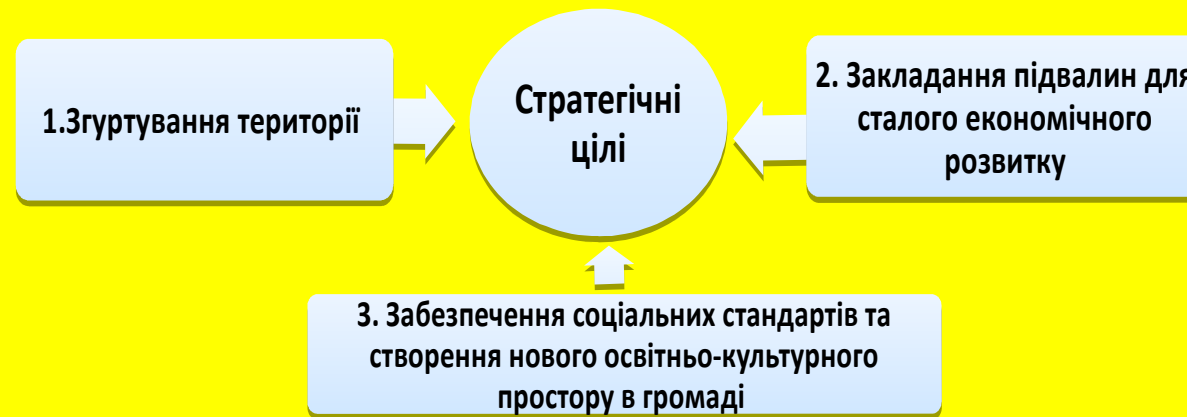 1.Згуртування території
Стратегічні
цілі
2. Закладання підвалин для
сталого економічного
розвитку
3. Забезпечення соціальних стандартів та
створення нового освітньо-культурного
простору в громаді